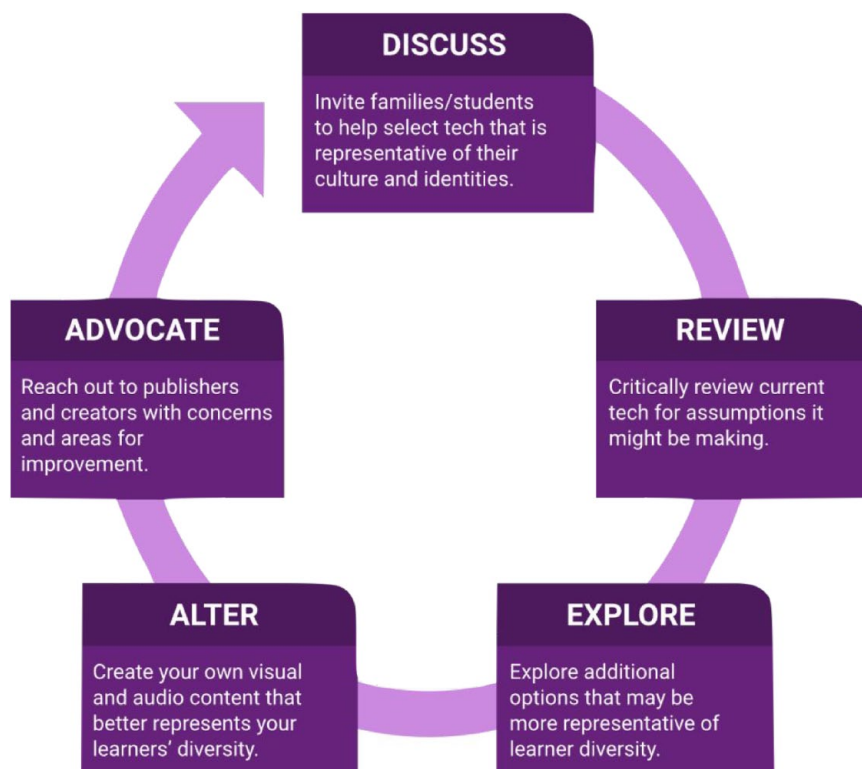 DISCUSS
Invite families/students
to help select tech that is
representative of their
culture and identities.
REVIEW
Critically review current
tech for assumptions it
might be making.
EXPLORE
Explore additional
options that may be
more representative of
learner diversity.
ALTER
Create your own visual
and audio content that
better represents your
learners’ diversity.
ADVOCATE
Reach out to publishers
and creators with concerns
and areas for
improvement.